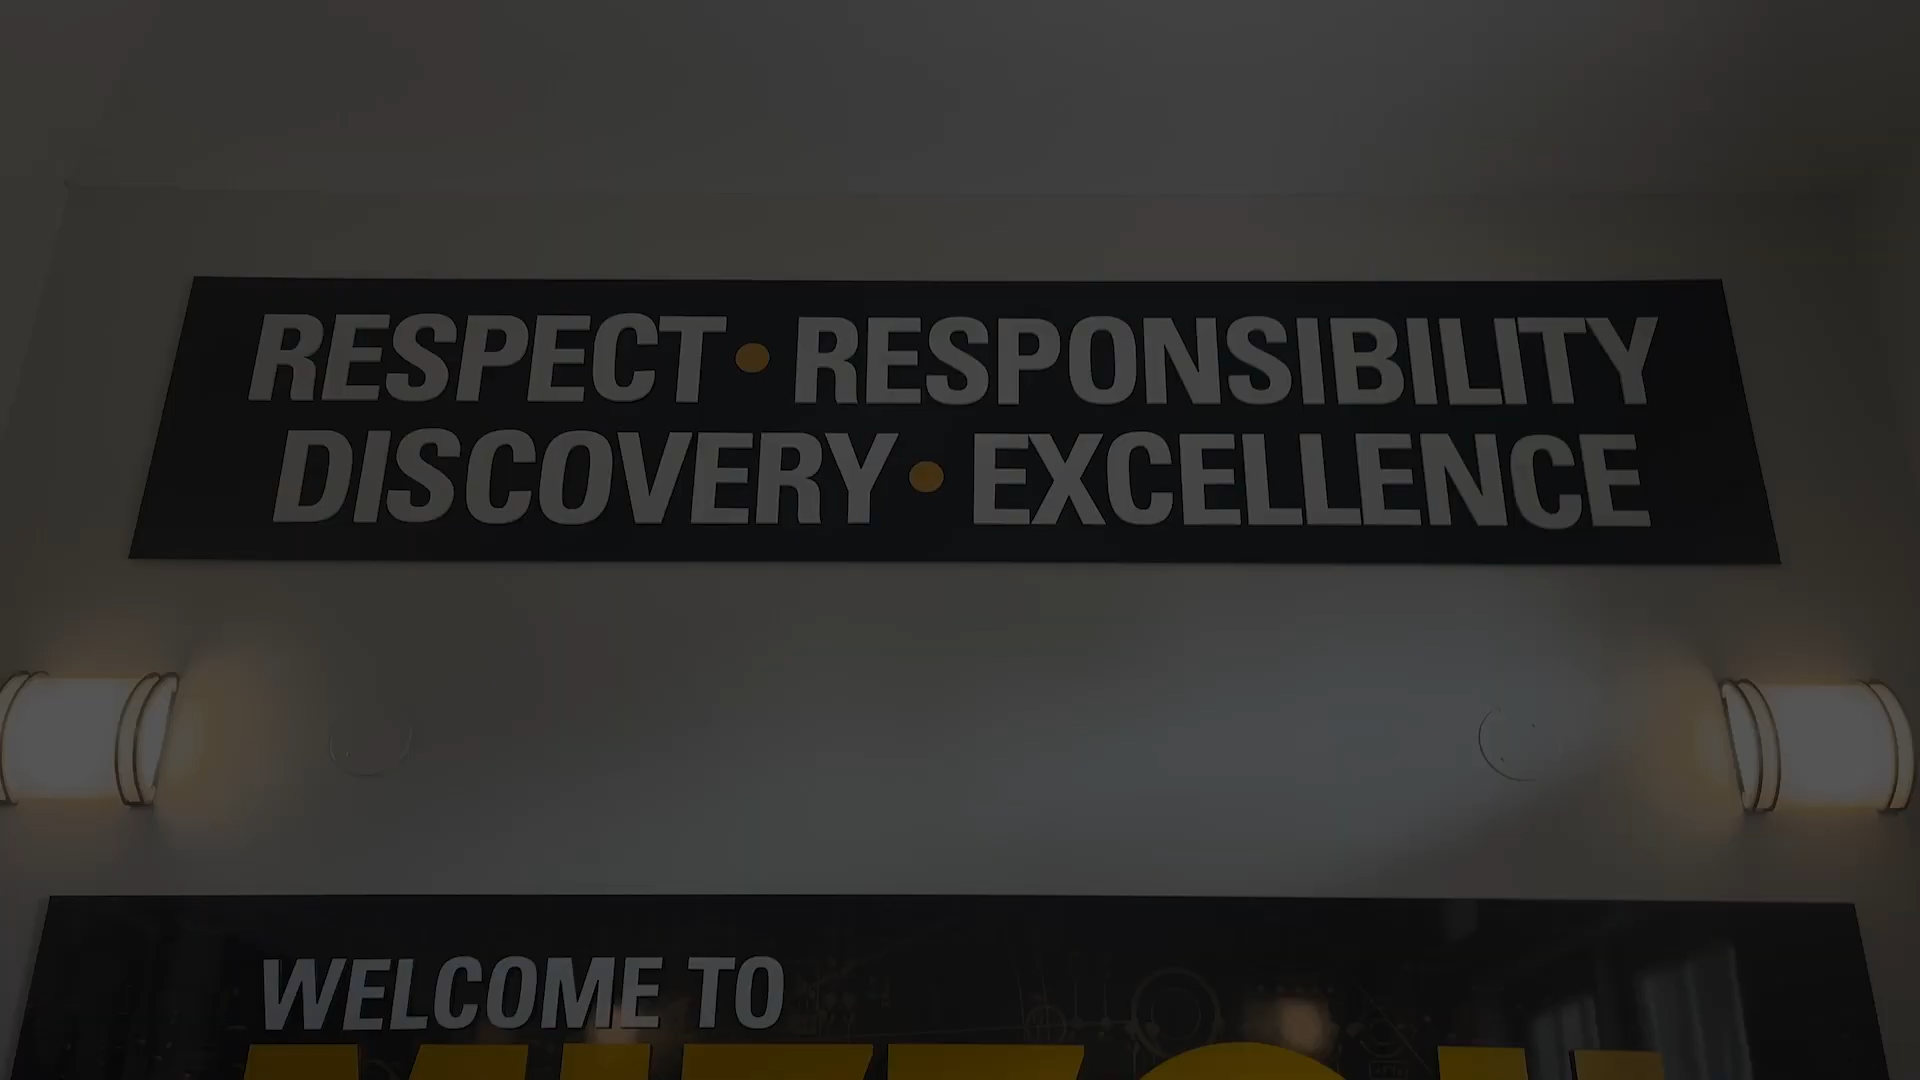 RESPECT • RESPONSIBILITY
DISCOVERY • EXCELLENCE
WELCOME TO